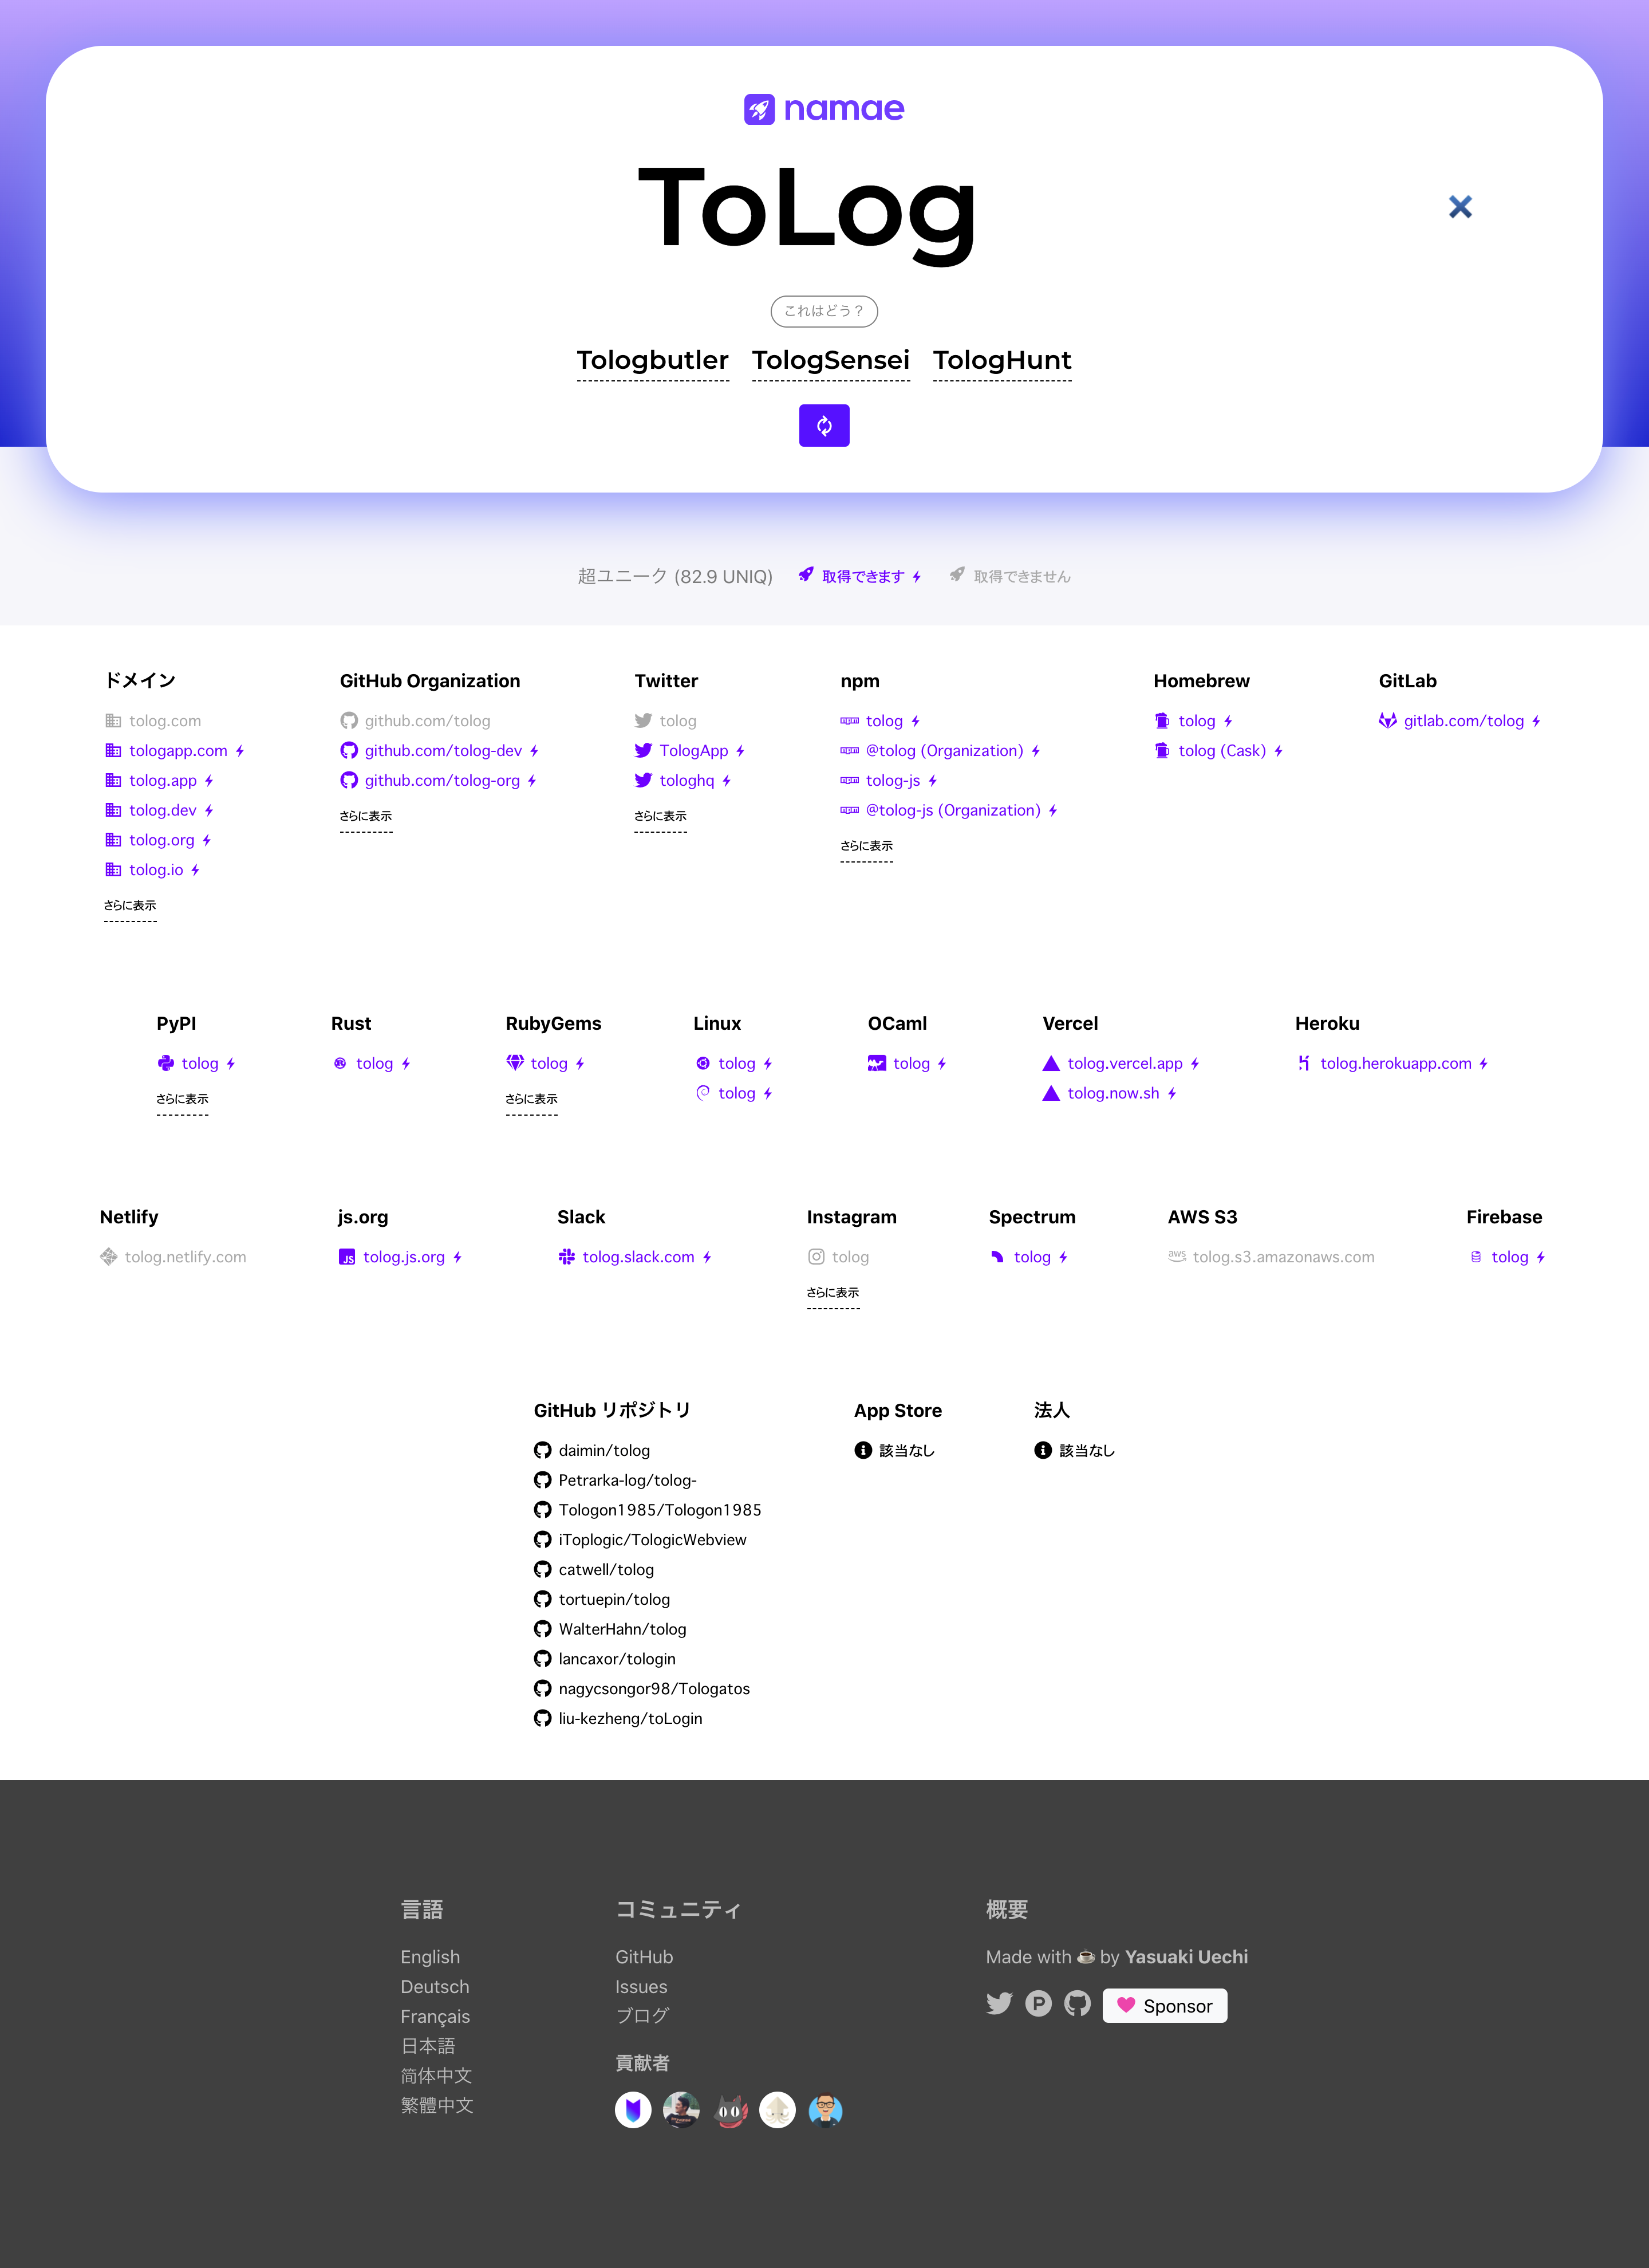 namae
ToLog
これはどう？
Tologbutler TologSensei TologHunt
超ユニーク (82.9 UNIQ) 取得できます 取得できません
ドメイン
tolog.com
tologapp.com
tolog.app
tolog.dev
tolog.org
tolog.io
さらに表示
GitHub Organization
github.com/tolog
github.com/tolog-dev
github.com/tolog-org
さらに表示
Twitter
tolog
TologApp
tologhq
さらに表示
npm
tolog
@tolog (Organization)
tolog-js
@tolog-js (Organization)
さらに表示
Homebrew
tolog
tolog (Cask)
GitLab
gitlab.com/tolog
PyPI
tolog
さらに表示
Rust
tolog
RubyGems
tolog
さらに表示
Linux
tolog
tolog
OCaml
tolog
Vercel
tolog.vercel.app
tolog.now.sh
Heroku
tolog.herokuapp.com
Netlify
tolog.netlify.com
js.org
JS tolog.js.org
Slack
tolog.slack.com
Instagram
tolog
さらに表示
Spectrum
tolog
AWS S3
aws tolog.s3.amazonaws.com
Firebase
tolog
GitHub リポジトリ
daimin/tolog
Petrarka-log/tolog-
Tologon1985/Tologon1985
iToplogic/TologicWebview
catwell/tolog
tortuepin/tolog
WalterHahn/tolog
lancaxor/tologin
nagycsongor98/Tologatos
liu-kezheng/toLogin
App Store
該当なし
法人
該当なし
言語
English
Deutsch
Français
日本語
简体中文
繁體中文
コミュニティ
GitHub
Issues
ブログ
貢献者
概要
Made with ☕ by Yasuaki Uechi
Sponsor